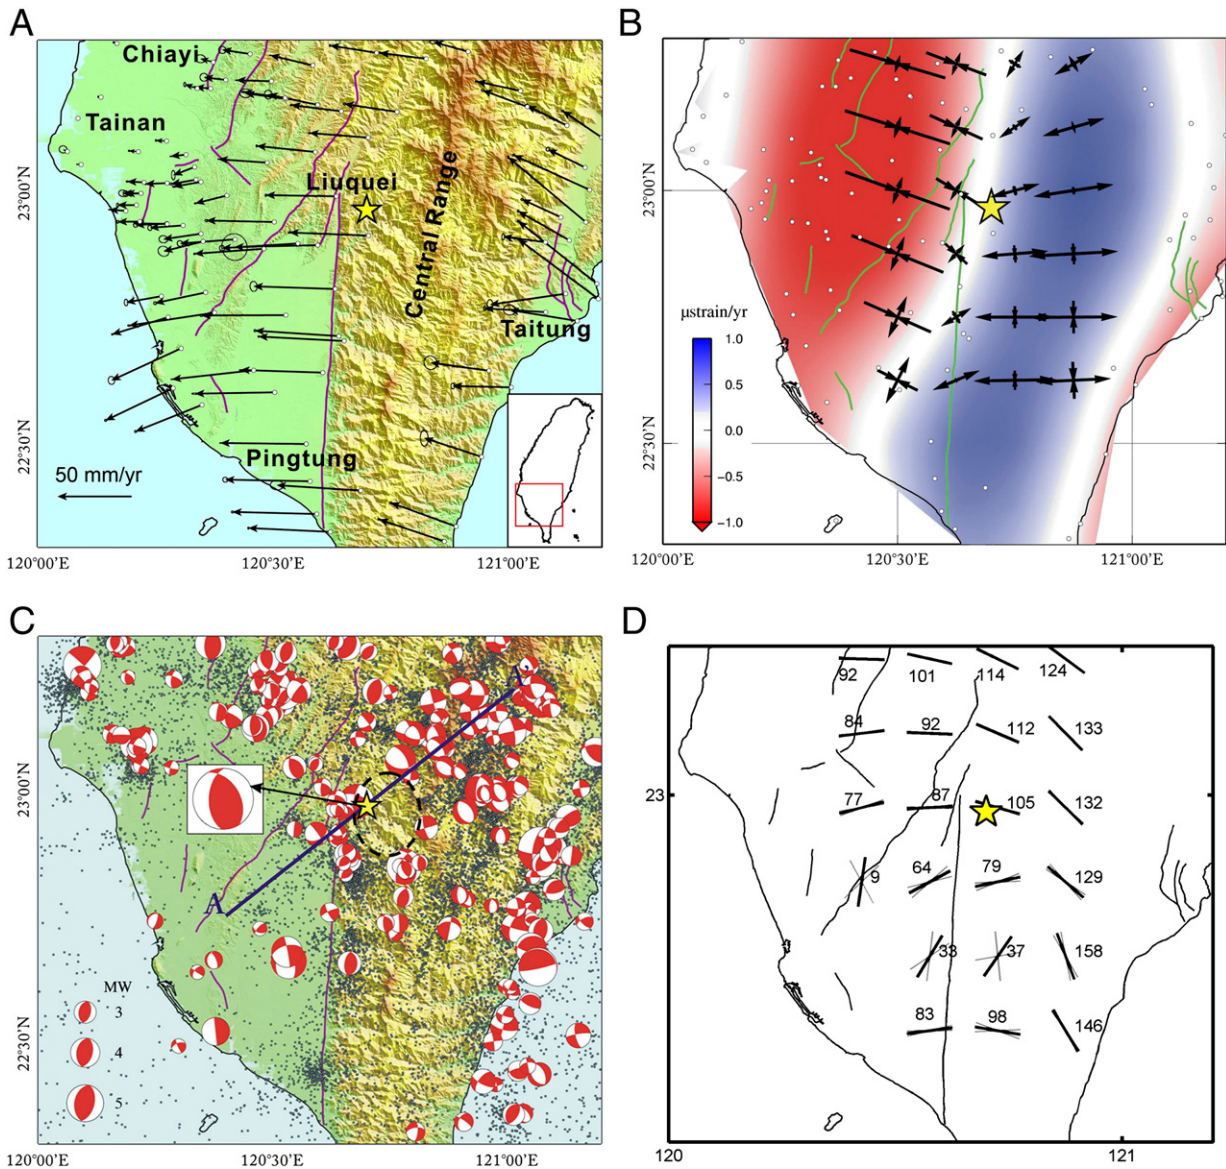 A
Chiayi
Tainan
Liuquei
Central Range
Taitung
Pingtung
50 mm/yr
23°00'N
22°30'N
120°00'E
120°30'E
121°00'E
B
μstrain/yr
1.0
0.5
0.0
−0.5
−1.0
23°00'N
22°30'N
120°00'E
120°30'E
121°00'E
C
A
MW
3
4
5
23°00'N
22°30'N
120°00'E
120°30'E
121°00'E
D
92
101
114
124
84
92
112
133
77
87
105
132
9
64
79
129
33
37
158
83
98
146
23
120
121